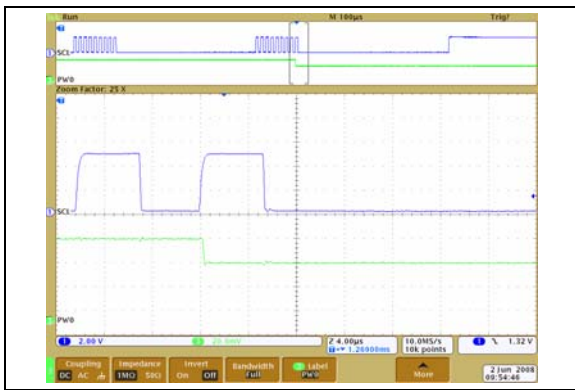 Run M 100µs Trig?
SCL
PW0
Zoom Factor: 25 X
SCL
PW0
1 2.00 V 20.0mV Z 4.00µs 10.0MS/s 1 1.32 V
1.26900ms 10k points
Coupling Impedance Invert Bandwidth Label
DC AC 1MΩ 50Ω On Off Full PW0 More
2 Jun 2008
09:54:46